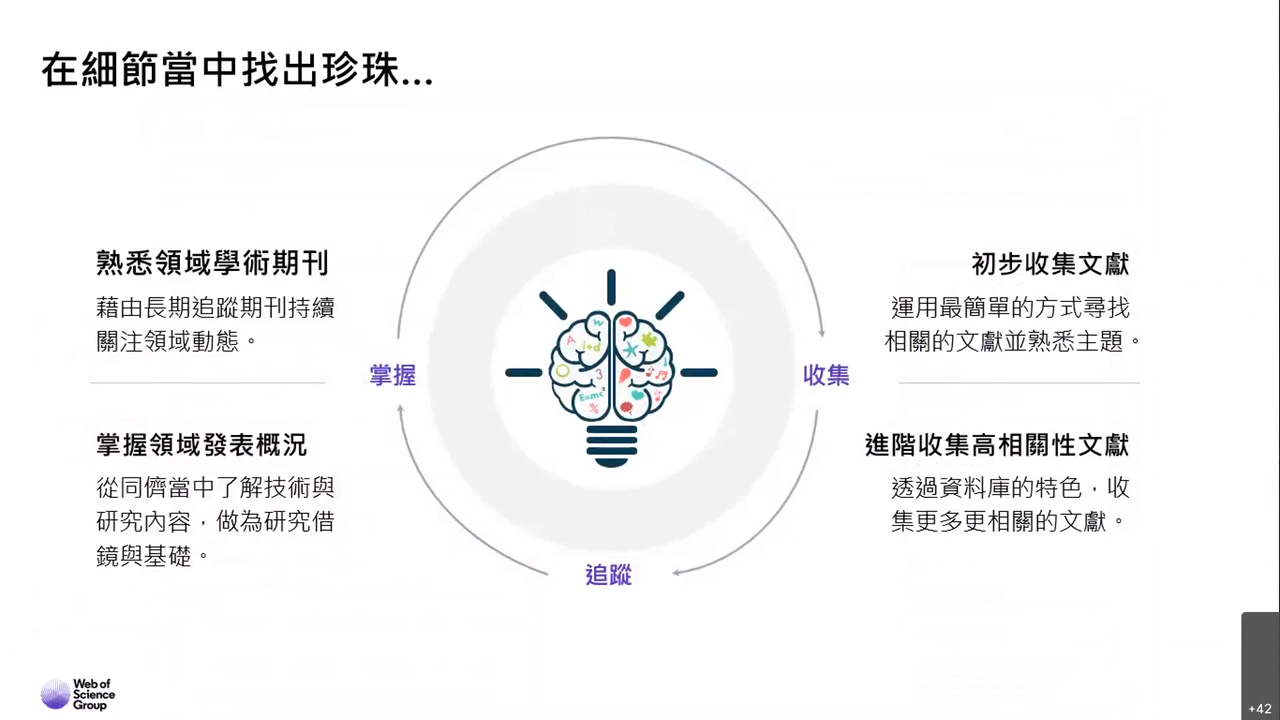 在細節當中找出珍珠...
熟悉領域學術期刊
藉由長期追蹤期刊持續
關注領域動態。
掌握領域發表概況
從同儕當中了解技術與
研究內容，做為研究借
鏡與基礎。
掌握
追蹤
收集
初步收集文獻
運用最簡單的方式尋找
相關的文獻並熟悉主題。
進階收集高相關性文獻
透過資料庫的特色，收
集更多更相關的文獻。
W
A
l+d
3
E=mc²
%
Web of
Science
Group
+42